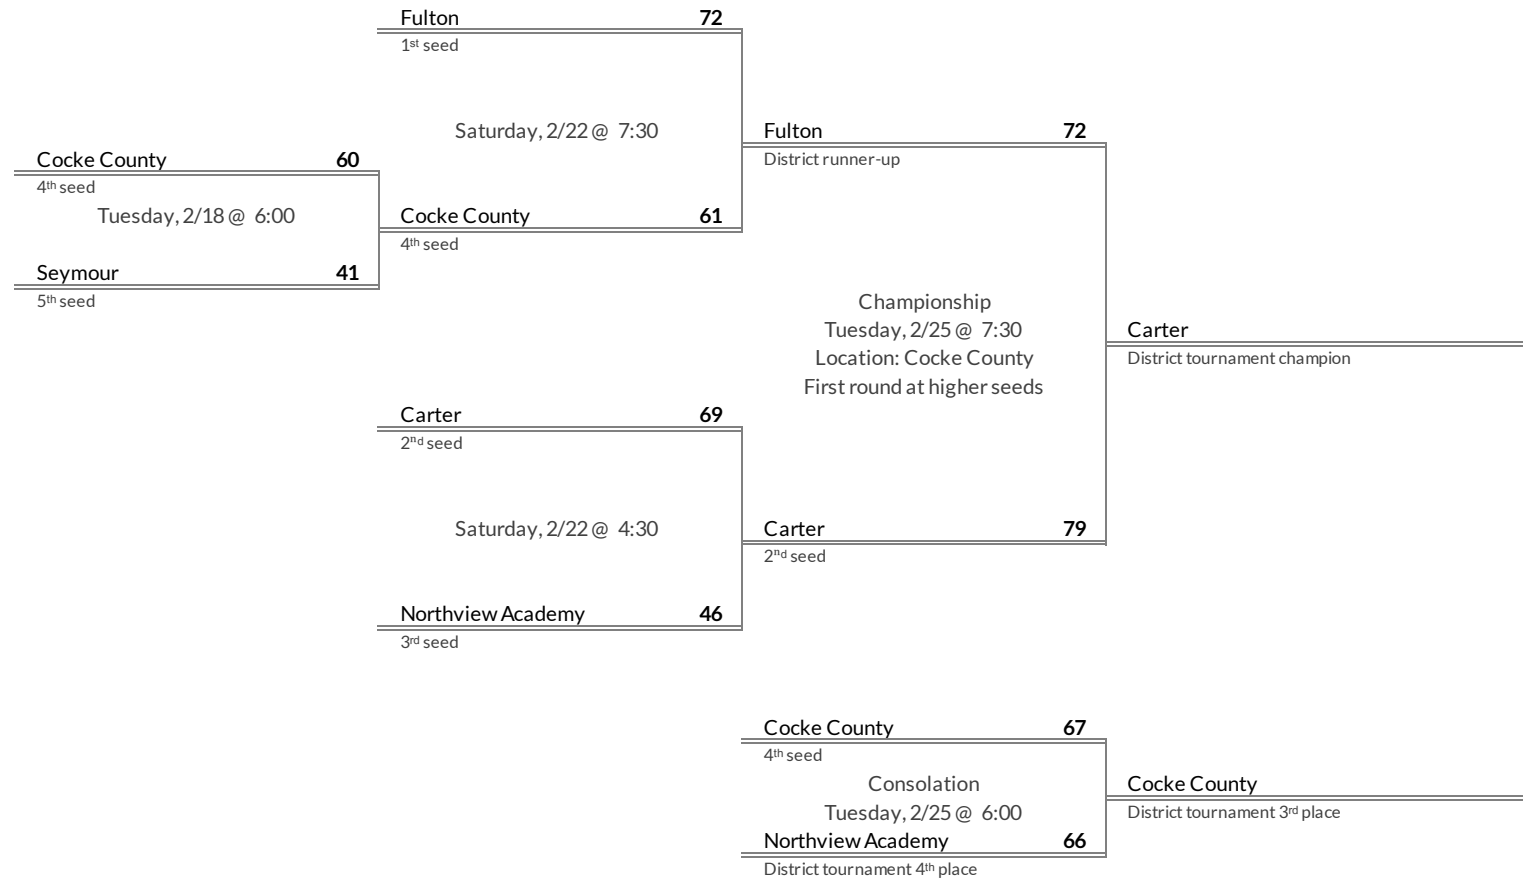 Fulton 72
1st seed
Saturday, 2/22 @ 7:30
Fulton 72
District runner-up
Cocke County 60
4th seed
Tuesday, 2/18 @ 6:00
Cocke County 61
4th seed
Seymour 41
5th seed
Championship
Tuesday, 2/25 @ 7:30
Location: Cocke County
First round at higher seeds
Carter
District tournament champion
Carter 69
2nd seed
Saturday, 2/22 @ 4:30
Carter 79
2nd seed
Northview Academy 46
3rd seed
Cocke County 67
4th seed
Consolation
Tuesday, 2/25 @ 6:00
Cocke County
District tournament 3rd place
Northview Academy 66
District tournament 4th place